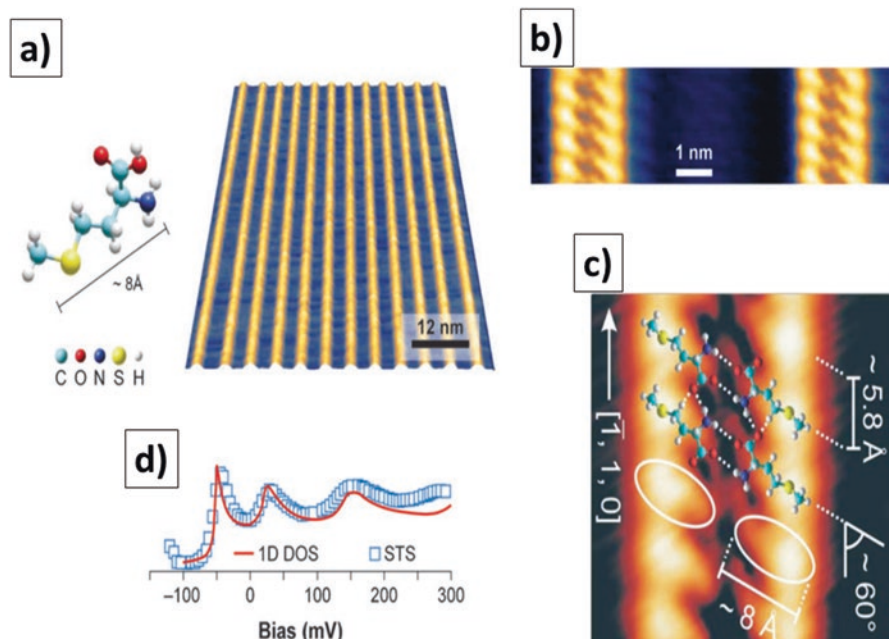 a)
~ 8Å
C O N S H
12 nm
b)
1 nm
c)
[1̄, 1, 0]
~ 5.8 Å
~ 60°
~ 8 Å
d)
1D DOS STS
−100 0 100 200 300
Bias (mV)